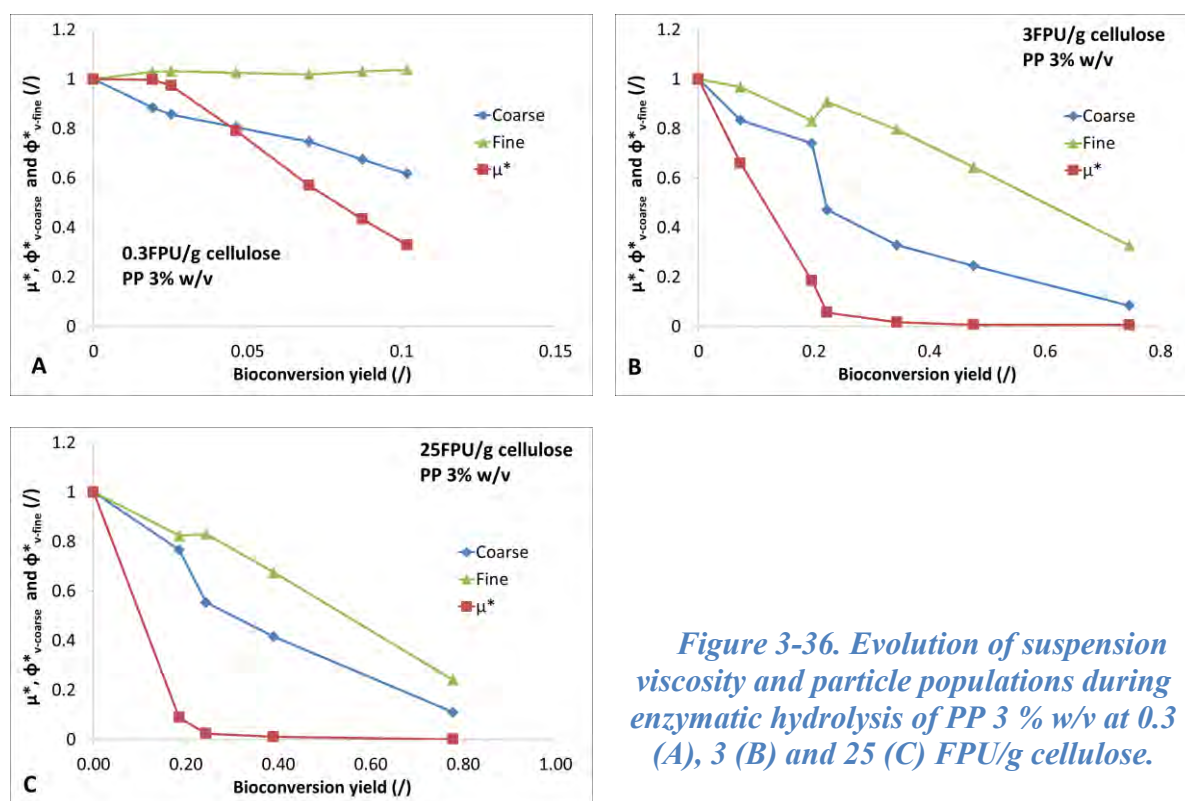 1.2
1
0.8
0.6
0.4
0.2
0
μ*, ϕ*v-coarse and ϕ*v-fine (/)
Coarse
Fine
μ*
0.3FPU/g cellulose
PP 3% w/v
0 0.05 0.1 0.15
A
Bioconversion yield (/)
3FPU/g cellulose
PP 3% w/v
1.2
1
0.8
0.6
0.4
0.2
0
μ*, ϕ*v-coarse and ϕ*v-fine (/)
Coarse
Fine
μ*
0 0.2 0.4 0.6 0.8
B
Bioconversion yield (/)
25FPU/g cellulose
PP 3% w/v
1.2
1
0.8
0.6
0.4
0.2
0
μ*, ϕ*v-coarse and ϕ*v-fine (/)
Coarse
Fine
μ*
0.00 0.20 0.40 0.60 0.80 1.00
C
Bioconversion yield (/)
Figure 3-36. Evolution of suspension
viscosity and particle populations during
enzymatic hydrolysis of PP 3 % w/v at 0.3
(A), 3 (B) and 25 (C) FPU/g cellulose.